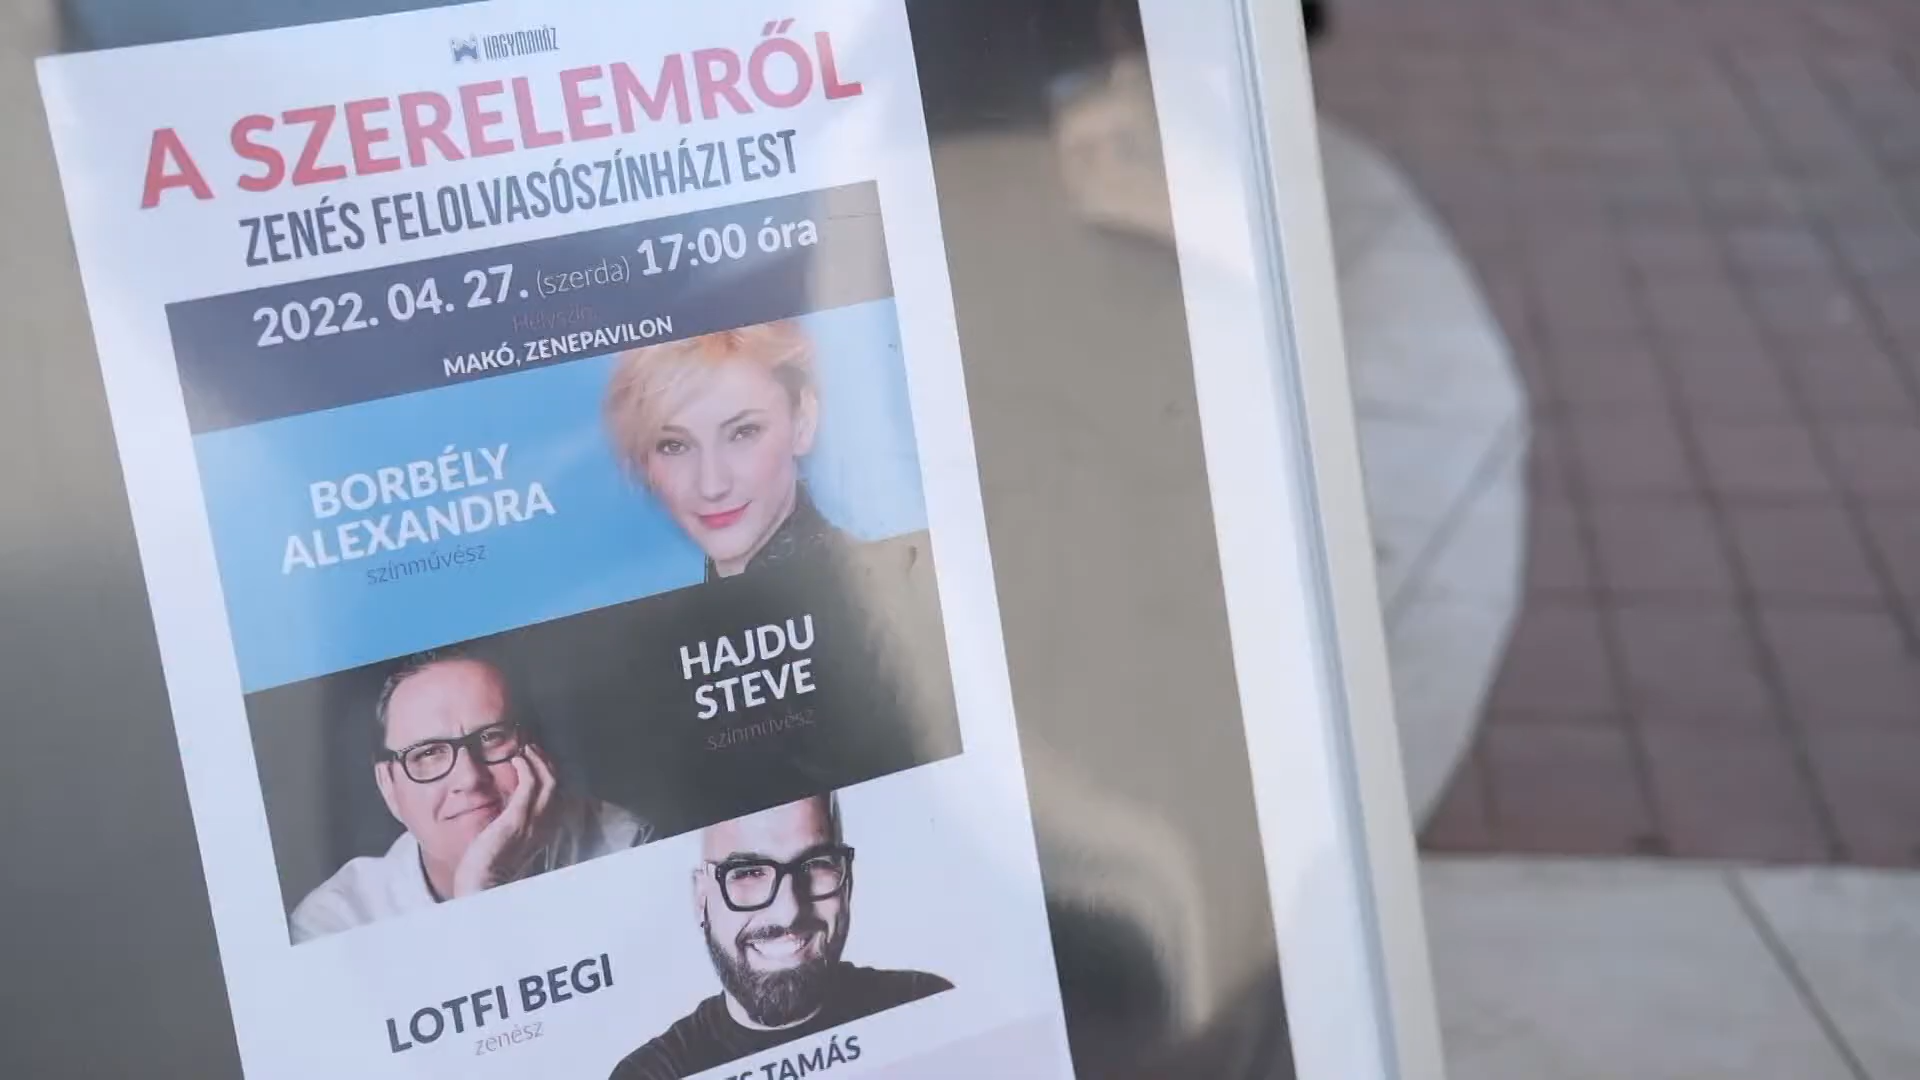 HAGYMAHÁZ
A SZERELEMRŐL
ZENÉS FELOLVASÓSZÍNHÁZI EST
2022. 04. 27. (szerda) 17:00 óra
Helyszín:
MAKÓ, ZENEPAVILON
BORBÉLY
ALEXANDRA
színművész
HAJDU
STEVE
színművész
LOTFI BEGI
zenész
TAMÁS